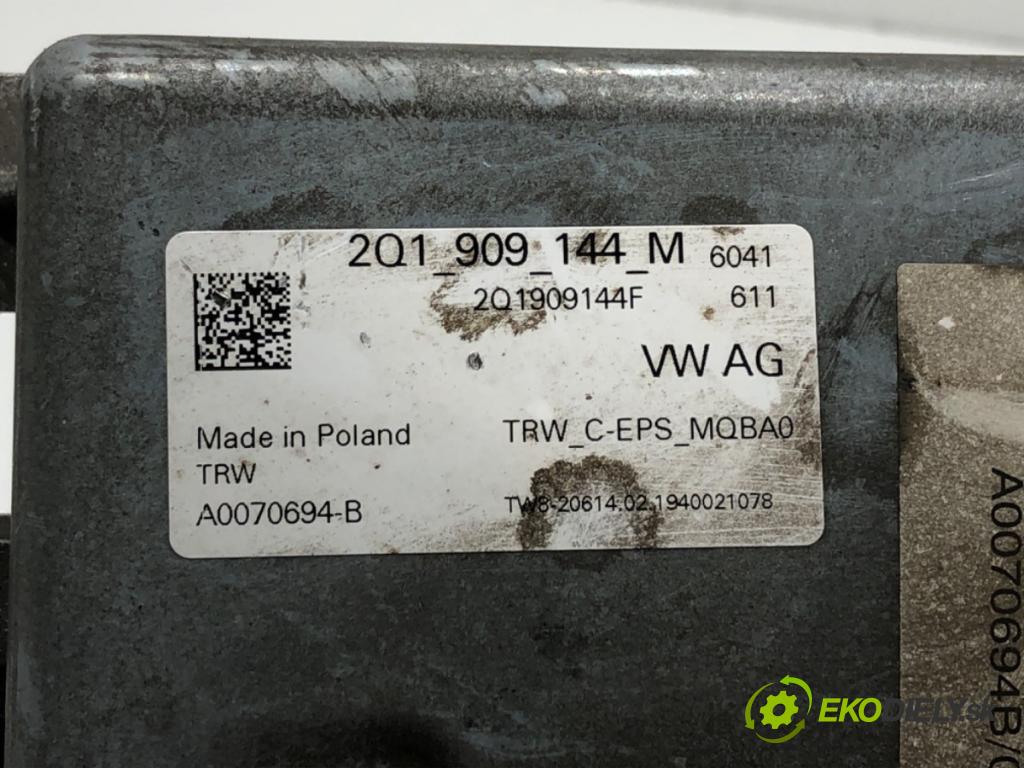 2Q1_909_144_M 6041
2Q1909144F 611
VW AG
Made in Poland TRW_C-EPS_MQBA0
TRW
A0070694-B TW8-20614.02.1940021078
A0070694B/
EKODIELY.sk